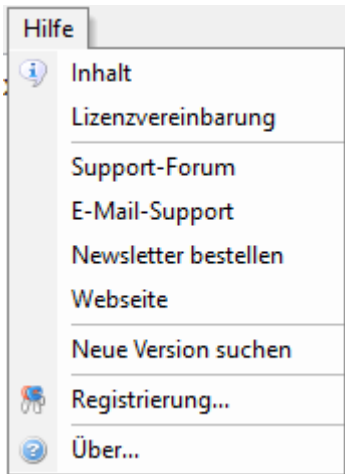 Hilfe
Inhalt
Lizenzvereinbarung
Support-Forum
E-Mail-Support
Newsletter bestellen
Webseite
Neue Version suchen
Registrierung...
Über...